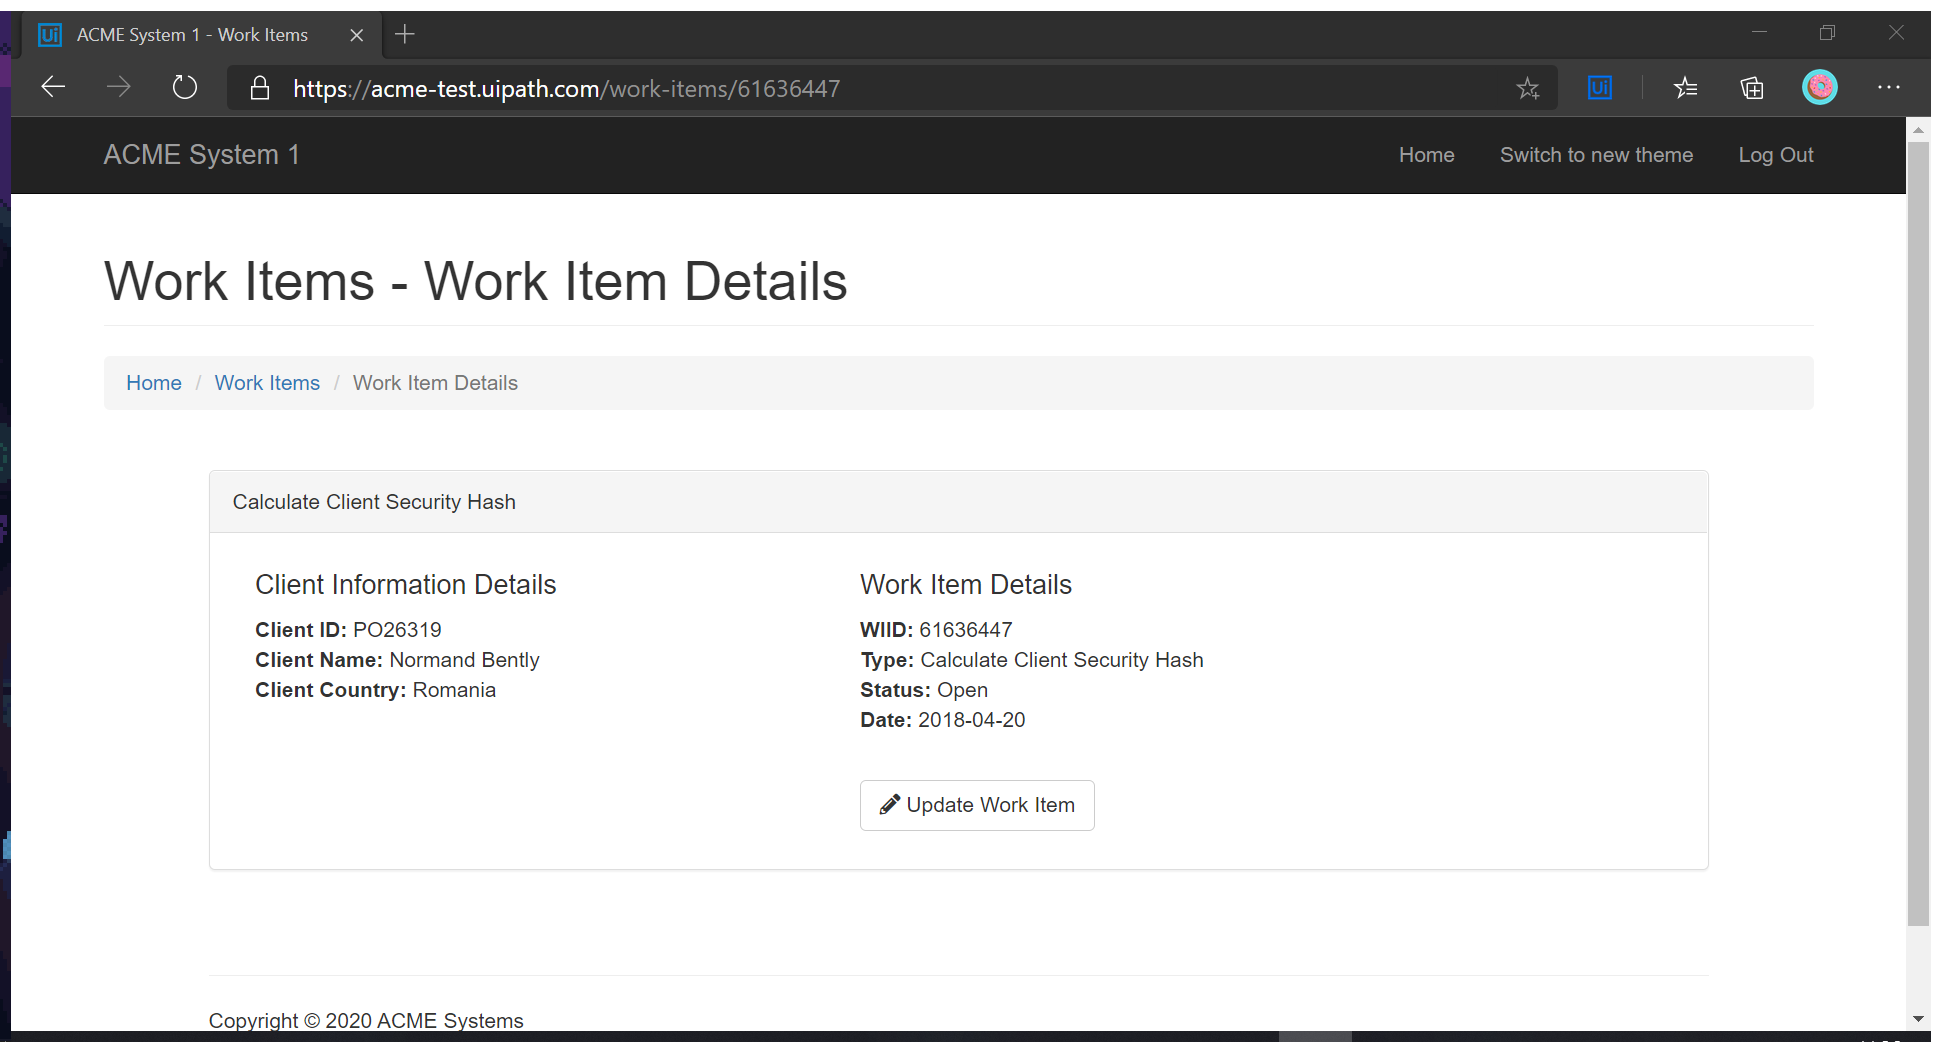 Ui ACME System 1 - Work Items
https://acme-test.uipath.com/work-items/61636447 Ui
ACME System 1 Home Switch to new theme Log Out
Work Items - Work Item Details
Home / Work Items / Work Item Details
Calculate Client Security Hash
Client Information Details
Client ID: PO26319
Client Name: Normand Bently
Client Country: Romania
Work Item Details
WIID: 61636447
Type: Calculate Client Security Hash
Status: Open
Date: 2018-04-20
Update Work Item
Copyright © 2020 ACME Systems